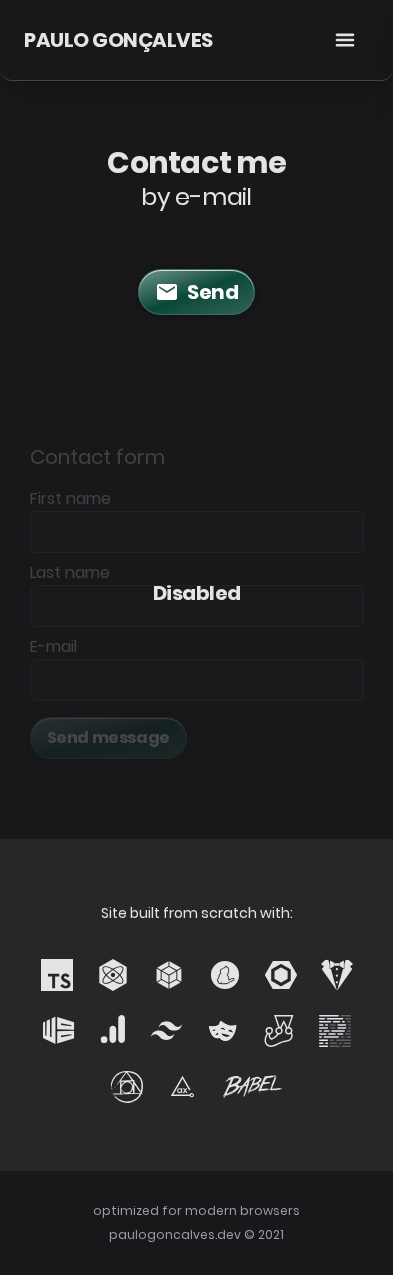 PAULO GONÇALVES
Contact me
by e-mail
Send
Contact form
First name
Last name
Disabled
E-mail
Send message
Site built from scratch with:
TS
ax
BABEL
optimized for modern browsers
paulogoncalves.dev © 2021